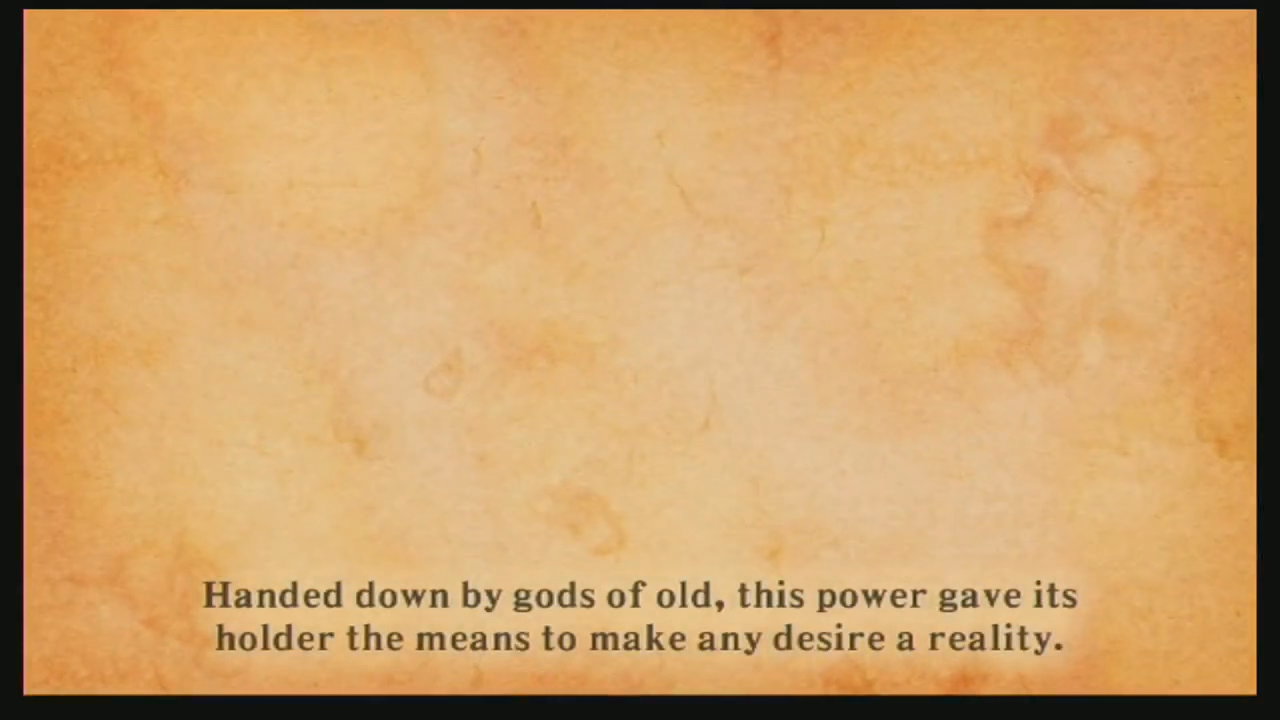 Handed down by gods of old, this power gave its
holder the means to make any desire a reality.